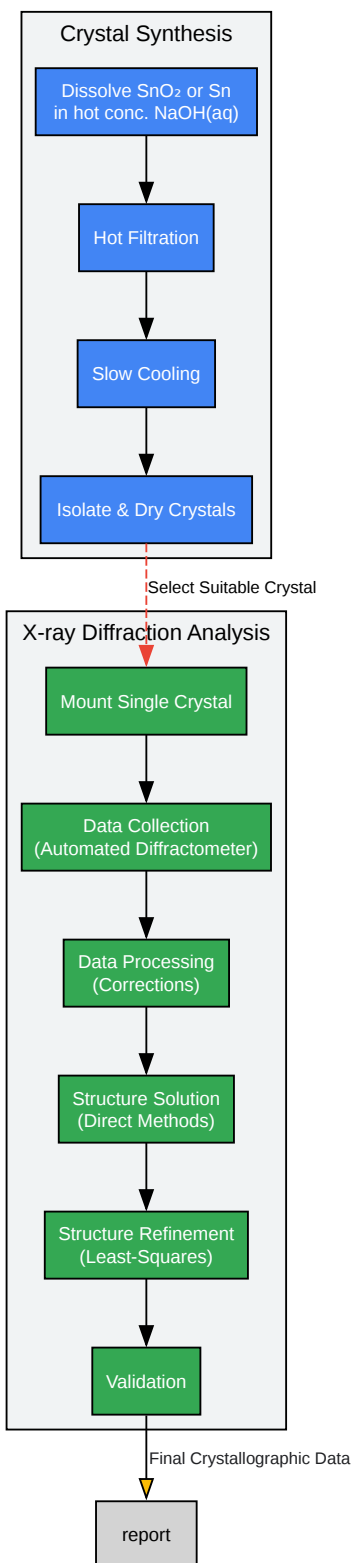 Crystal Synthesis
Dissolve SnO₂ or Sn
in hot conc. NaOH(aq)
Hot Filtration
Slow Cooling
Isolate & Dry Crystals
Select Suitable Crystal
X-ray Diffraction Analysis
Mount Single Crystal
Data Collection
(Automated Diffractometer)
Data Processing
(Corrections)
Structure Solution
(Direct Methods)
Structure Refinement
(Least-Squares)
Validation
Final Crystallographic Data
report